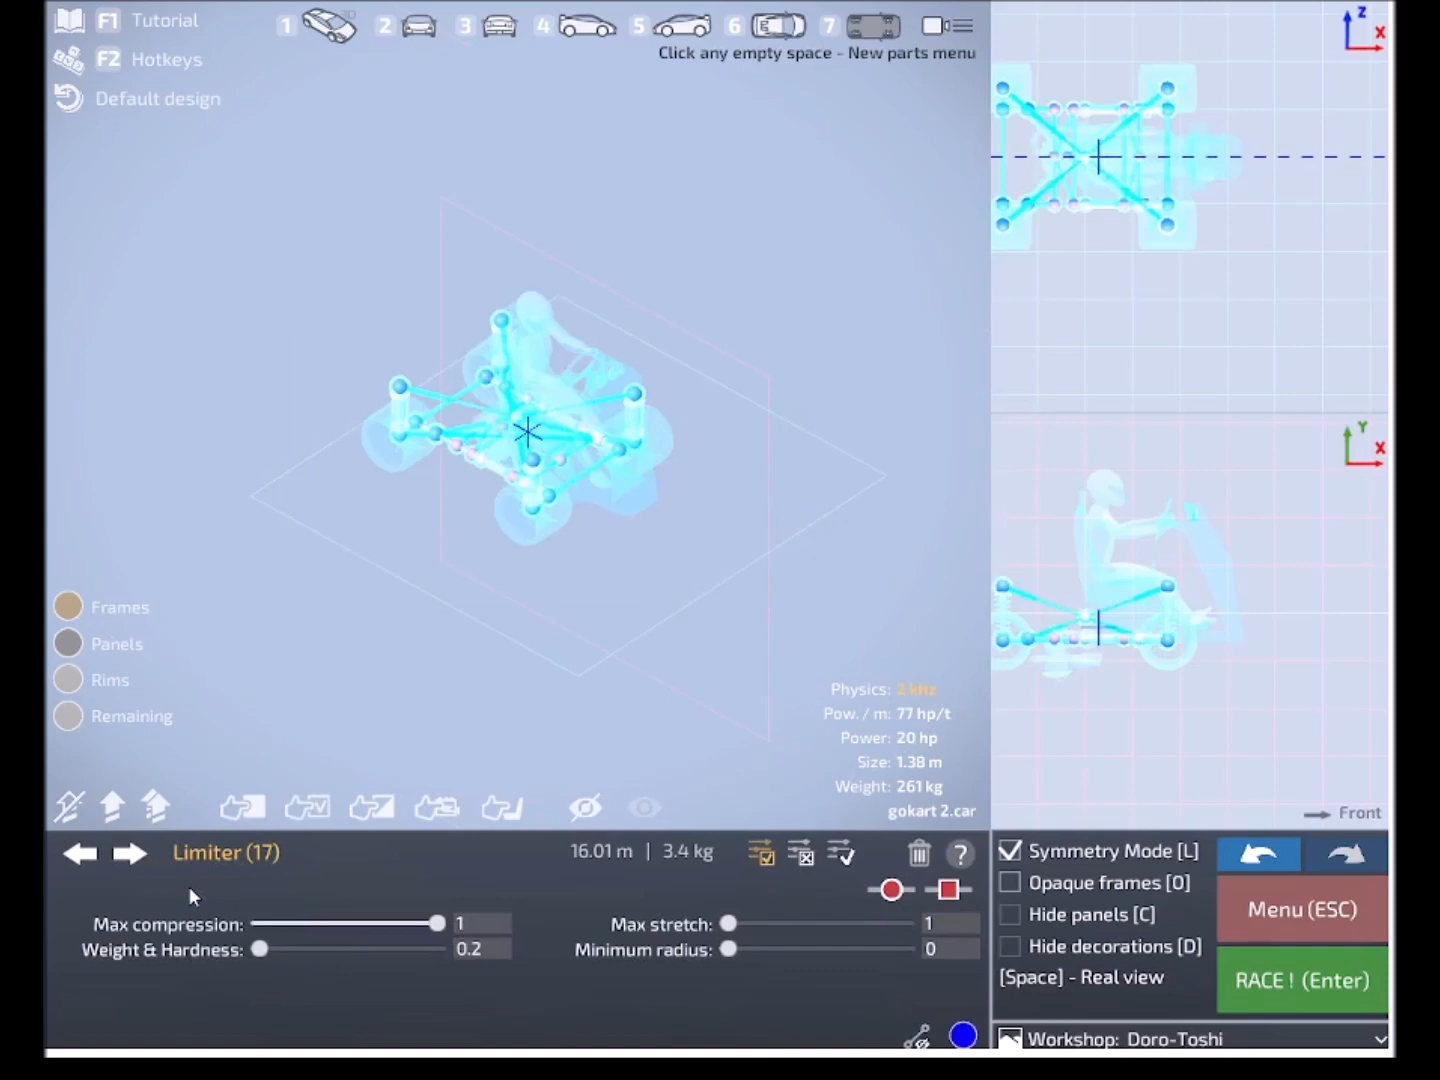 F1 Tutorial
1 2 3 4 5 6 7
F2 Hotkeys
Click any empty space - New parts menu
Default design
Z
X
Y
X
Frames
Panels
Rims
Remaining
Physics: 2 kHz
Pow. / m: 77 hp/t
Power: 20 hp
Size: 1.38 m
Weight: 261 kg
gokart 2.car
Front
Limiter (17)
16.01 m | 3.4 kg
?
Max compression: 1
Max stretch: 1
Weight & Hardness: 0.2
Minimum radius: 0
Symmetry Mode [L]
Opaque frames [O]
Hide panels [C]
Hide decorations [D]
[Space] - Real view
Menu (ESC)
RACE ! (Enter)
Workshop: Doro-Toshi